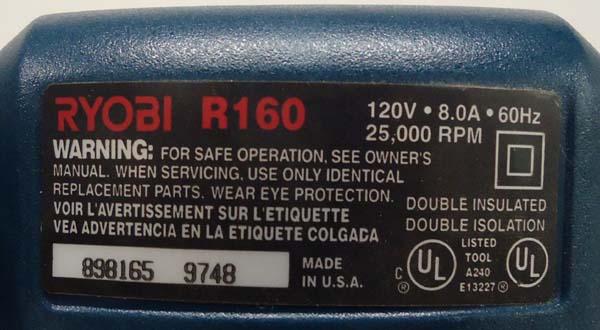 RYOBI R160
120V • 8.0A • 60Hz
25,000 RPM
WARNING: FOR SAFE OPERATION, SEE OWNER'S
MANUAL. WHEN SERVICING, USE ONLY IDENTICAL
REPLACEMENT PARTS. WEAR EYE PROTECTION.
VOIR L'AVERTISSEMENT SUR L'ETIQUETTE
VEA ADVERTENCIA EN LA ETIQUETE COLGADA
DOUBLE INSULATED
DOUBLE ISOLATION
898165 9748
MADE
IN U.S.A.
C UL ®
LISTED
TOOL
A240
E13227
UL ®